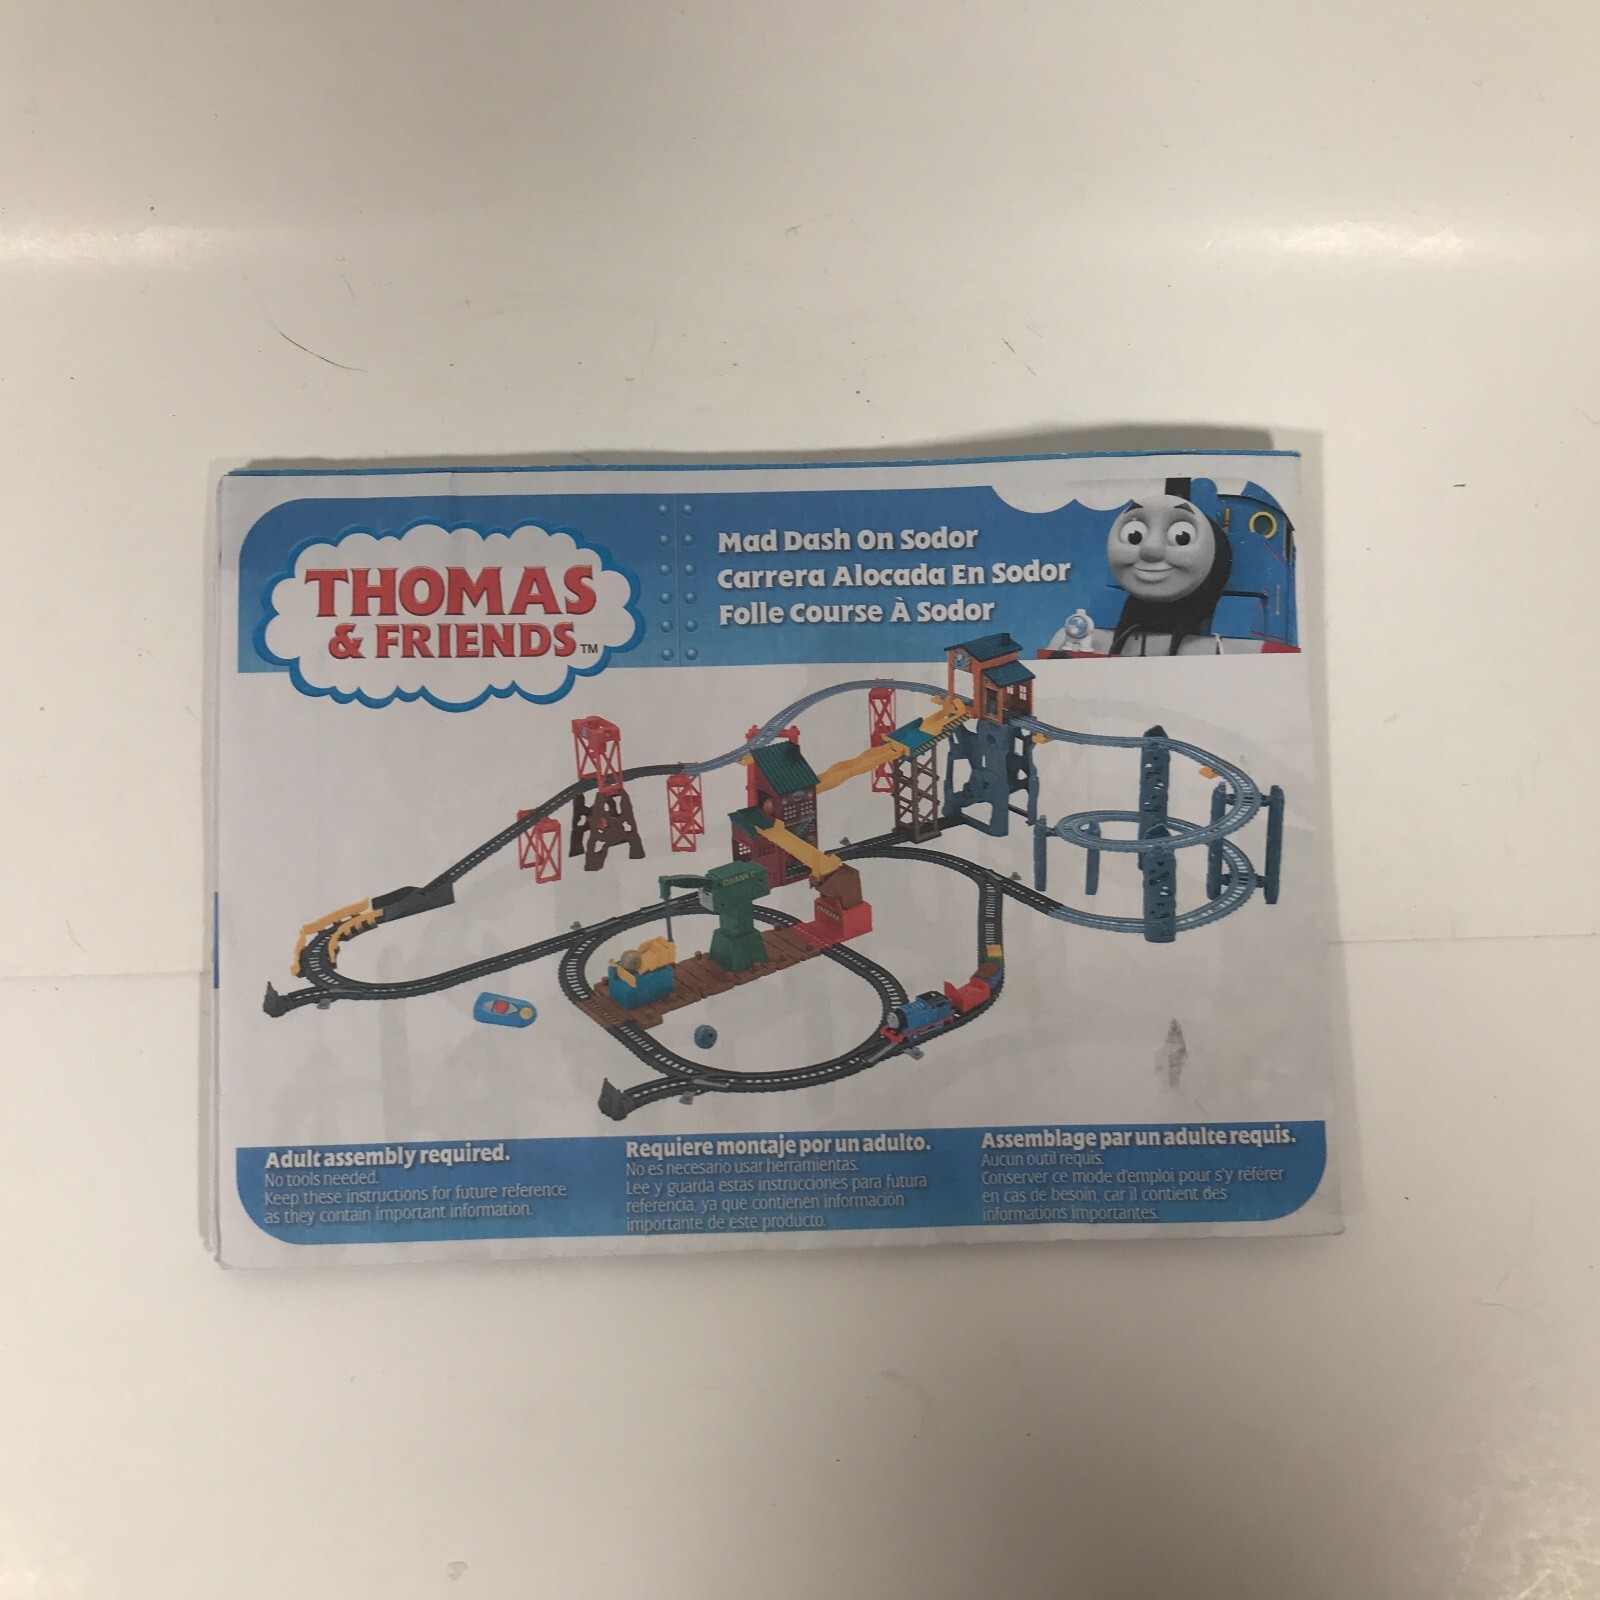 THOMAS
& FRIENDS™
Mad Dash On Sodor
Carrera Alocada En Sodor
Folle Course À Sodor
CRANKY
Adult assembly required.
No tools needed.
Keep these instructions for future reference
as they contain important information.
Requiere montaje por un adulto.
No es necesario usar herramientas.
Lee y guarda estas instrucciones para futura
referencia, ya que contienen información
importante de este producto.
Assemblage par un adulte requis.
Aucun outil requis.
Conserver ce mode d'emploi pour s'y référer
en cas de besoin, car il contient des
informations importantes.